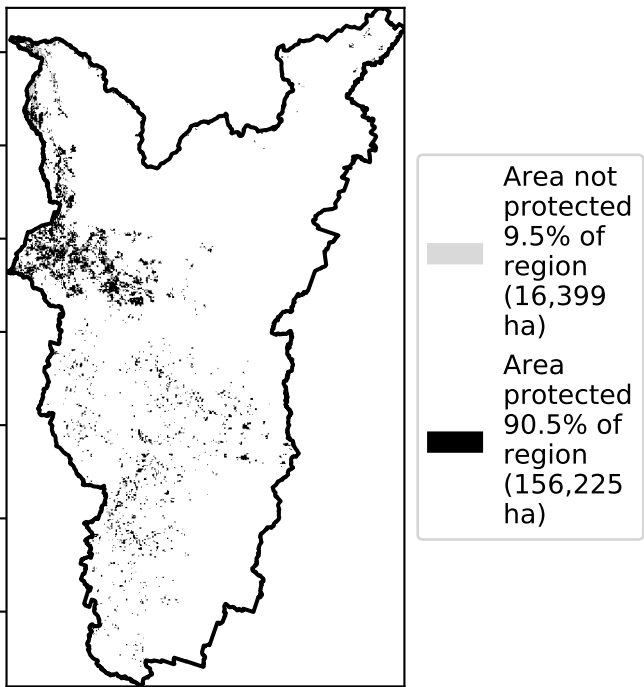 Area not
protected
9.5% of
region
(16,399
ha)
Area
protected
90.5% of
region
(156,225
ha)